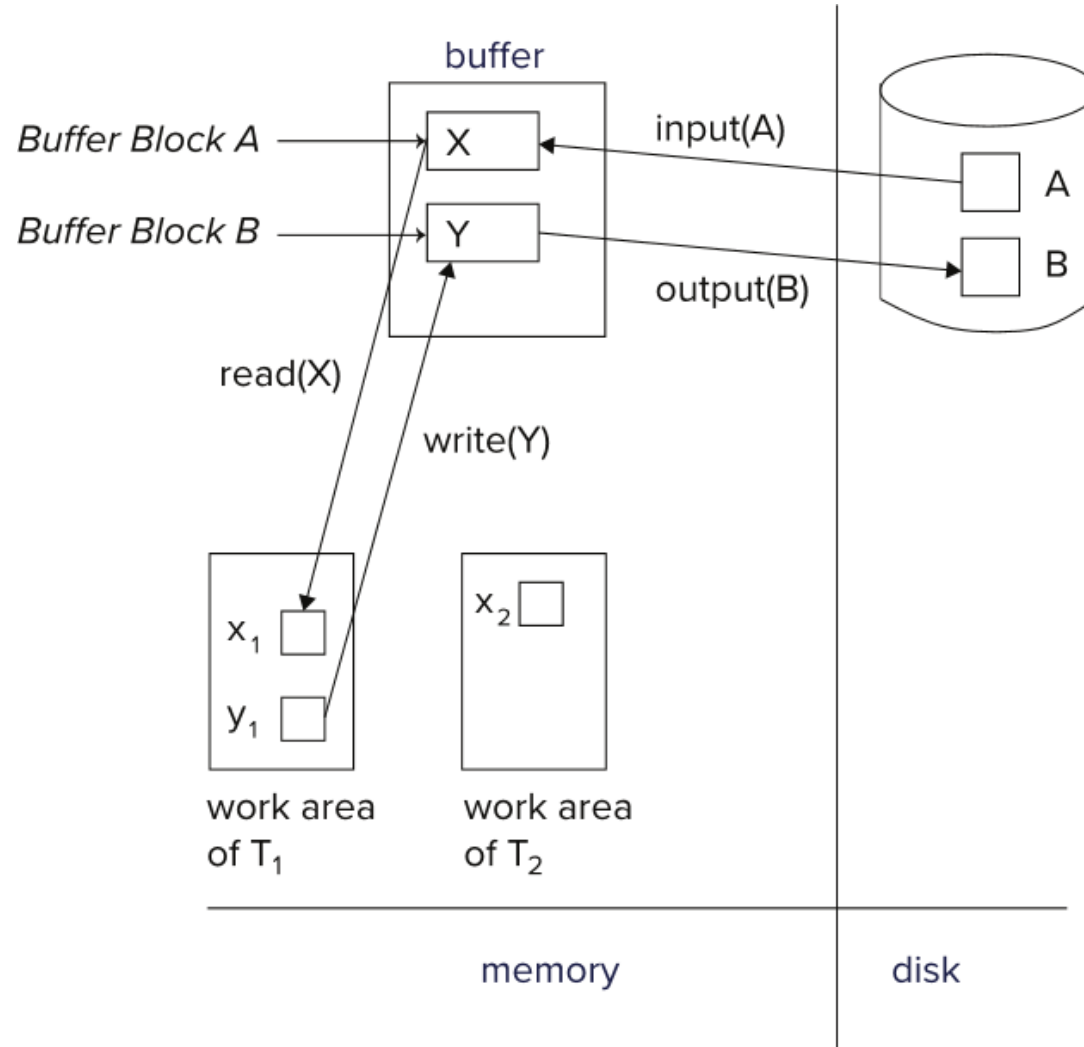 buffer
Buffer Block A
X
input(A)
A
Buffer Block B
Y
B
output(B)
read(X)
write(Y)
x₁
x₂
y₁
work area
of T₁
work area
of T₂
memory
disk